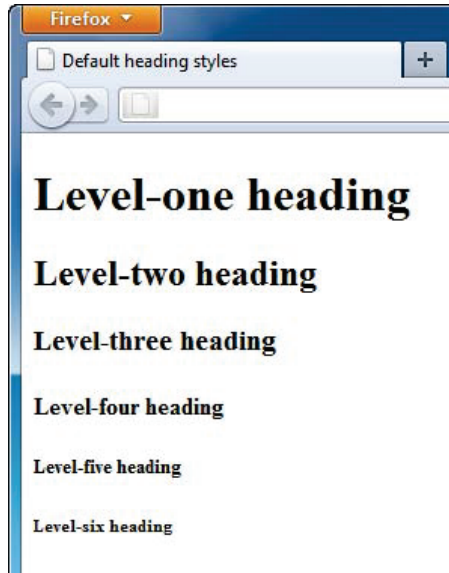 Firefox
Default heading styles
Level-one heading
Level-two heading
Level-three heading
Level-four heading
Level-five heading
Level-six heading